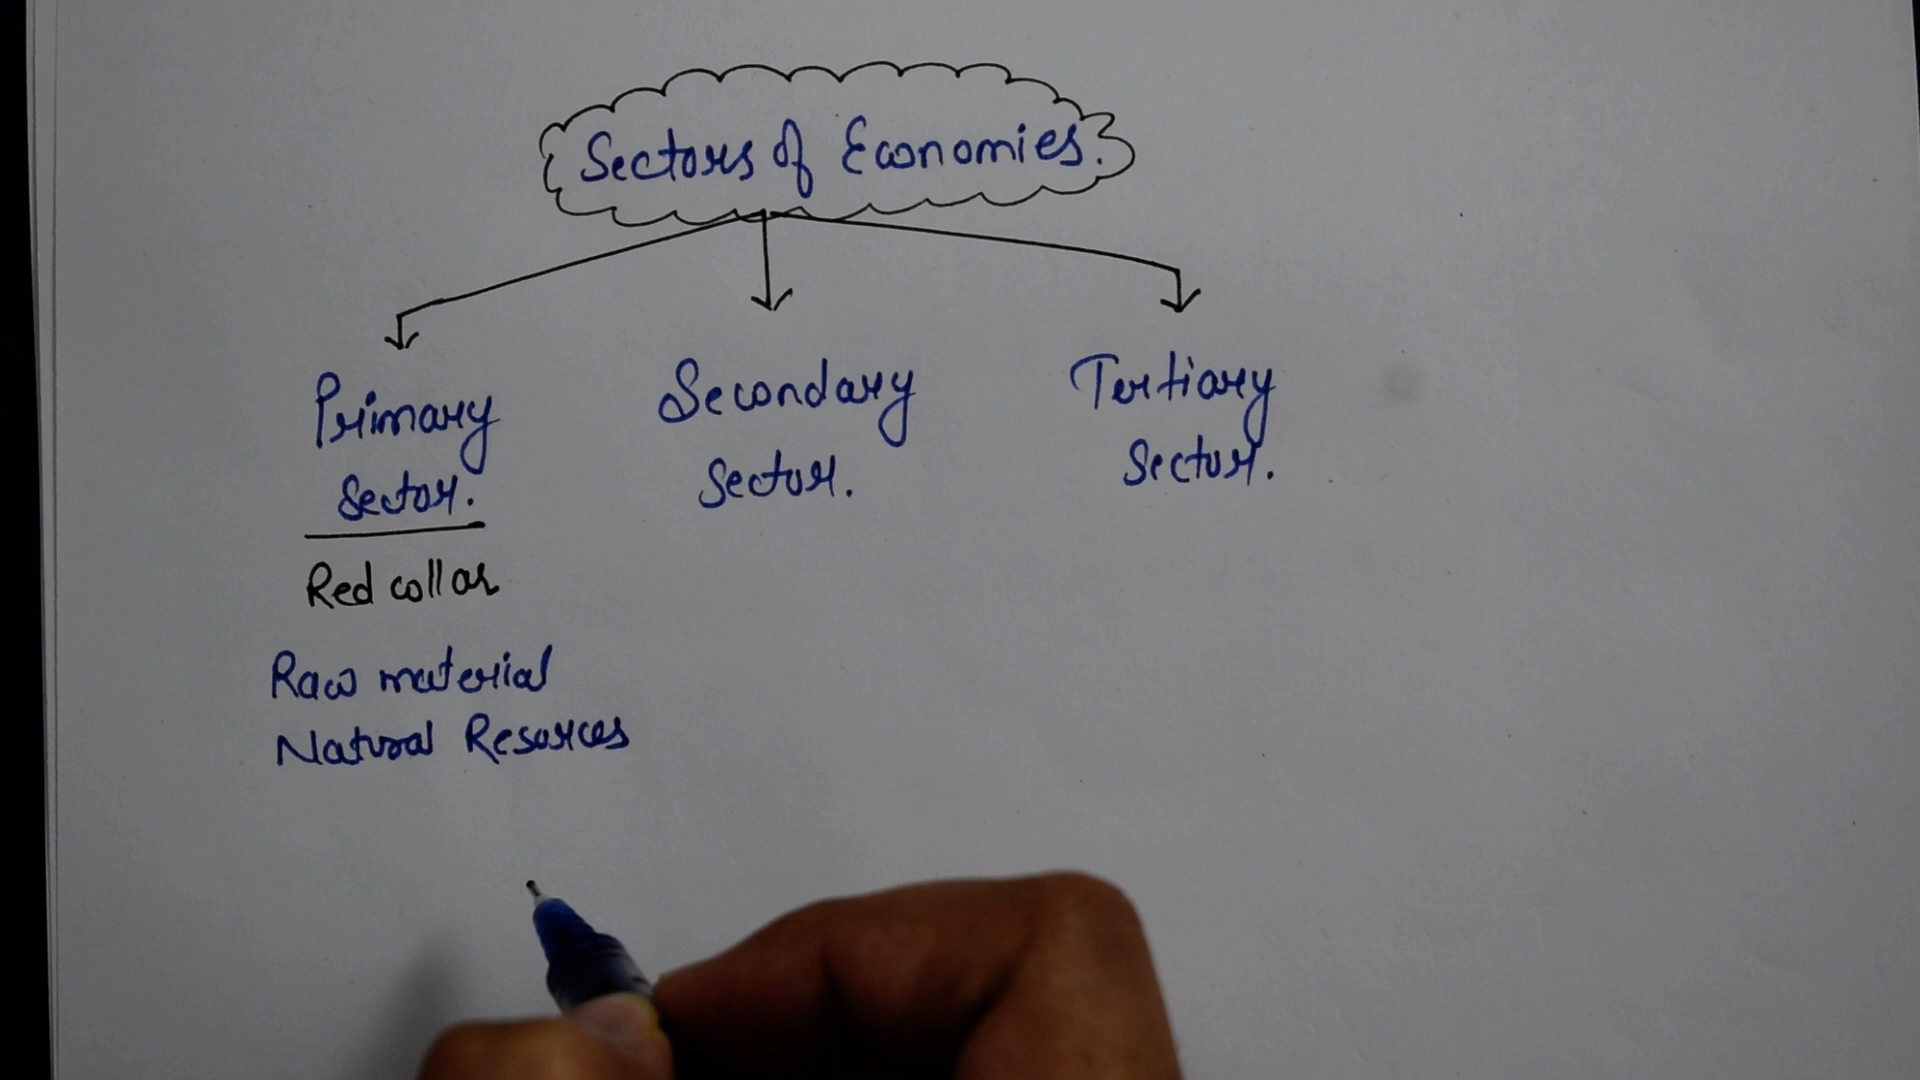 Sectors of Economies.
Primary
Sector.
Red collar
Raw material
Natural Resources
Secondary
Sector.
Tertiary
Sector.